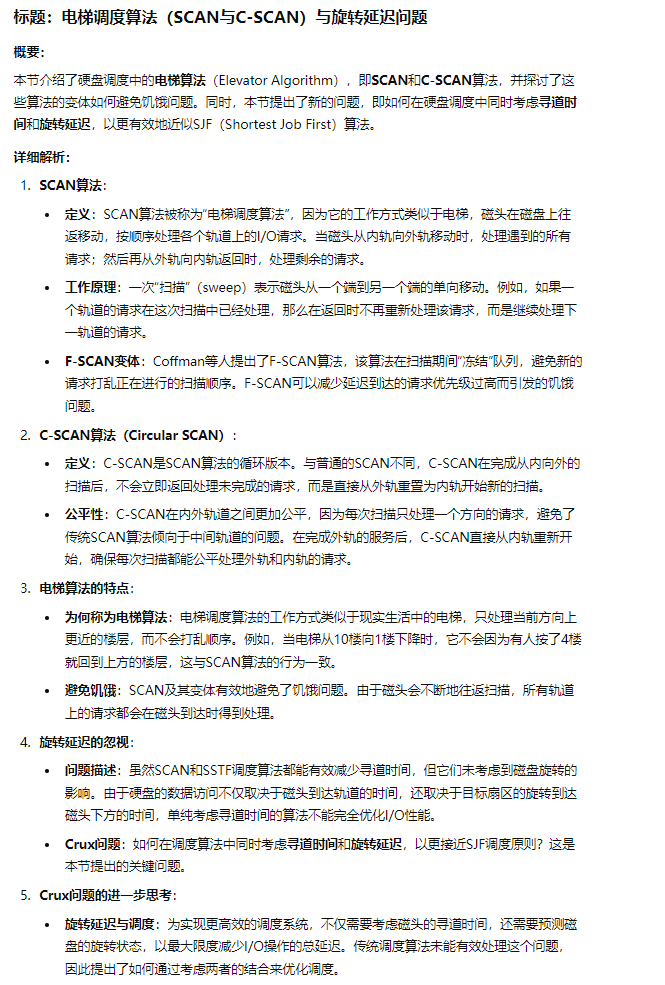 标题：电梯调度算法（SCAN与C-SCAN）与旋转延迟问题
概要：
本节介绍了硬盘调度中的电梯算法（Elevator Algorithm），即SCAN和C-SCAN算法，并探讨了这
些算法的变体如何避免饥饿问题。同时，本节提出了新的问题，即如何在硬盘调度中同时考虑寻道时
间和旋转延迟，以更有效地近似SJF（Shortest Job First）算法。
详细解析：
1. SCAN算法：
• 定义：SCAN算法被称为“电梯调度算法”，因为它的工作方式类似于电梯，磁头在磁盘上往
返移动，按顺序处理各个轨道上的I/O请求。当磁头从内轨向外轨移动时，处理遇到的所有
请求；然后再从外轨向内轨返回时，处理剩余的请求。
• 工作原理：一次“扫描”（sweep）表示磁头从一个端到另一个端的单向移动。例如，如果一
个轨道的请求在这次扫描中已经处理，那么在返回时不再重新处理该请求，而是继续处理下
一轨道的请求。
• F-SCAN变体：Coffman等人提出了F-SCAN算法，该算法在扫描期间“冻结”队列，避免新的
请求打乱正在进行的扫描顺序。F-SCAN可以减少延迟到达的请求优先级过高而引发的饥饿
问题。
2. C-SCAN算法（Circular SCAN）：
• 定义：C-SCAN是SCAN算法的循环版本。与普通的SCAN不同，C-SCAN在完成从内向外的
扫描后，不会立即返回处理未完成的请求，而是直接从外轨重置为内轨开始新的扫描。
• 公平性：C-SCAN在内外轨道之间更加公平，因为每次扫描只处理一个方向的请求，避免了
传统SCAN算法倾向于中间轨道的问题。在完成外轨的服务后，C-SCAN直接从内轨重新开
始，确保每次扫描都能公平处理外轨和内轨的请求。
3. 电梯算法的特点：
• 为何称为电梯算法：电梯调度算法的工作方式类似于现实生活中的电梯，只处理当前方向上
更近的楼层，而不会打乱顺序。例如，当电梯从10楼向1楼下降时，它不会因为有人按了4楼
就回到上方的楼层，这与SCAN算法的行为一致。
• 避免饥饿：SCAN及其变体有效地避免了饥饿问题。由于磁头会不断地往返扫描，所有轨道
上的请求都会在磁头到达时得到处理。
4. 旋转延迟的忽视：
• 问题描述：虽然SCAN和SSTF调度算法都能有效减少寻道时间，但它们未考虑到磁盘旋转的
影响。由于硬盘的数据访问不仅取决于磁头到达轨道的时间，还取决于目标扇区的旋转到达
磁头下方的时间，单纯考虑寻道时间的算法不能完全优化I/O性能。
• Crux问题：如何在调度算法中同时考虑寻道时间和旋转延迟，以更接近SJF调度原则？这是
本节提出的关键问题。
5. Crux问题的进一步思考：
• 旋转延迟与调度：为实现更高效的调度系统，不仅需要考虑磁头的寻道时间，还需要预测磁
盘的旋转状态，以最大限度减少I/O操作的总延迟。传统调度算法未能有效处理这个问题，
因此提出了如何通过考虑两者的结合来优化调度。